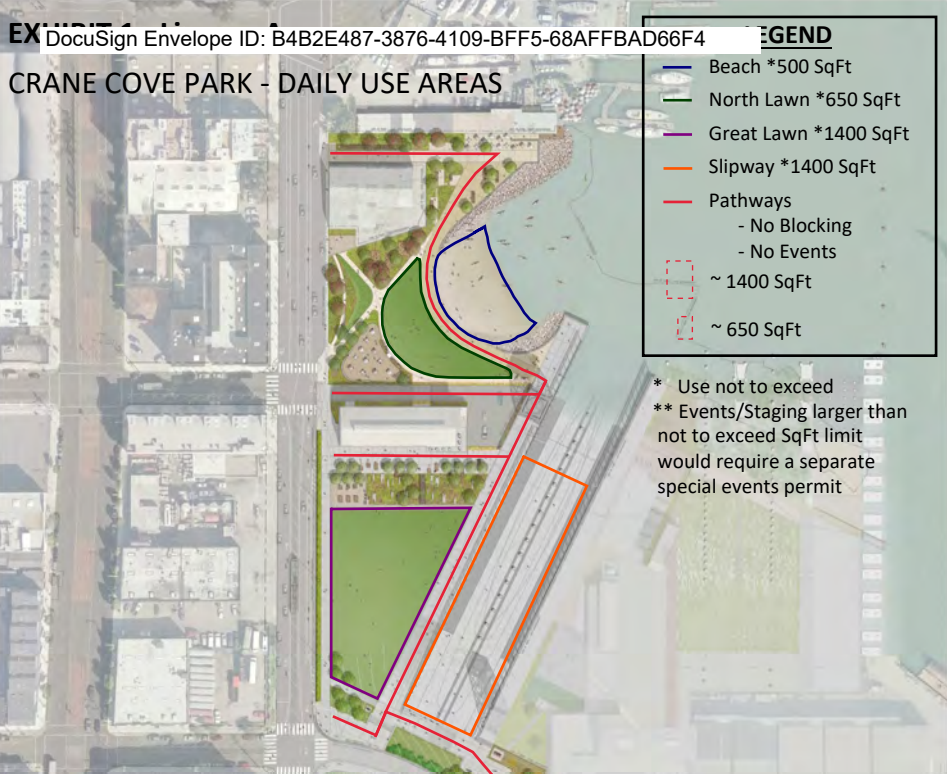 DocuSign Envelope ID: B4B2E487-3876-4109-BFF5-68AFFBAD66F4
CRANE COVE PARK - DAILY USE AREAS
LEGEND
Beach *500 SqFt
North Lawn *650 SqFt
Great Lawn *1400 SqFt
Slipway *1400 SqFt
Pathways
- No Blocking
- No Events
~ 1400 SqFt
~ 650 SqFt
* Use not to exceed
** Events/Staging larger than
not to exceed SqFt limit
would require a separate
special events permit